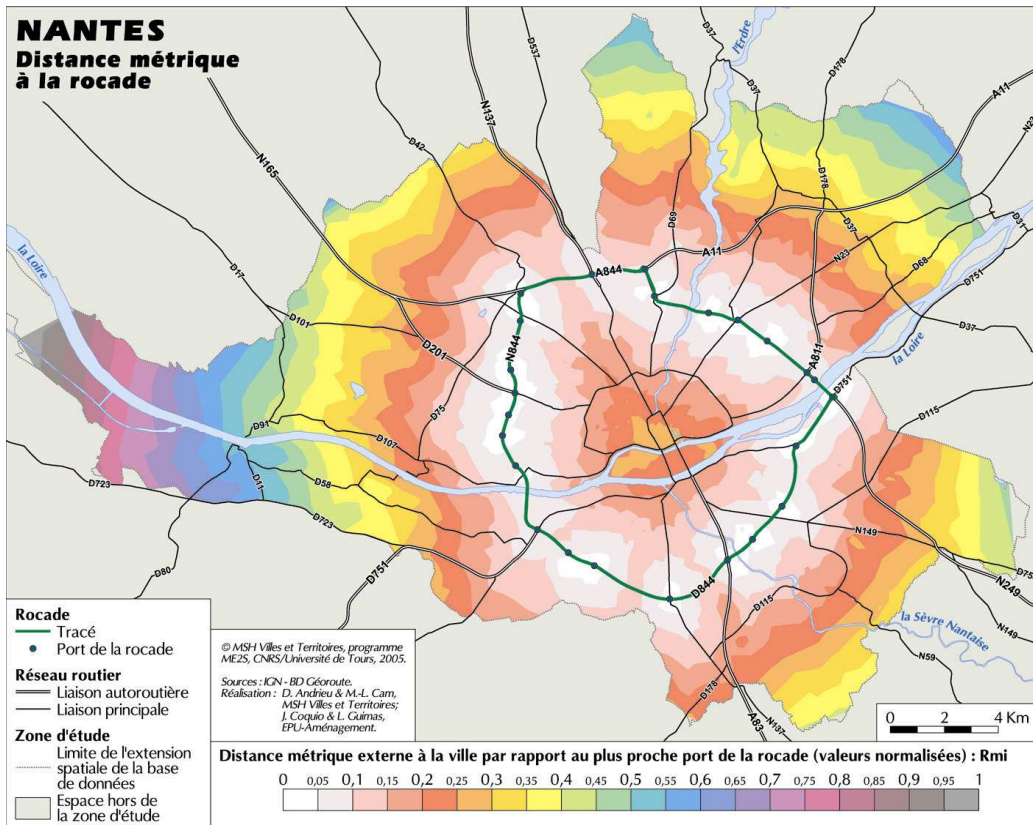 NANTES
Distance métrique
à la rocade
D537
D37
l'Erdre
D178
D37
A11
N23
N137
D42
N165
D178
D69
D37
D31
A11
N23
D68
D751
la Loire
D17
A844
D101
D201
N844
A811
D37
la Loire
D751
D75
D115
D91
D107
D41
D58
D723
D723
N149
D80
D751
D844
N249
D115
N149
la Sèvre Nantaise
N59
D178
A83
N137
Rocade
Tracé
Port de la rocade
Réseau routier
Liaison autoroutière
Liaison principale
Zone d'étude
Limite de l'extension
spatiale de la base
de données
Espace hors de
la zone d'étude
© MSH Villes et Territoires, programme
ME2S, CNRS/Université de Tours, 2005.
Sources : IGN - BD Géoroute.
Réalisation : D. Andrieu & M.-L. Cam,
MSH Villes et Territoires;
J. Coquio & L. Guimas,
EPU-Aménagement.
0 2 4 Km
Distance métrique externe à la ville par rapport au plus proche port de la rocade (valeurs normalisées) : Rmi
0 0,05 0,1 0,15 0.2 0,25 0,3 0,35 0.4 0,45 0,5 0,55 0,6 0,65 0,7 0,75 0,8 0,85 0,9 0,95 1